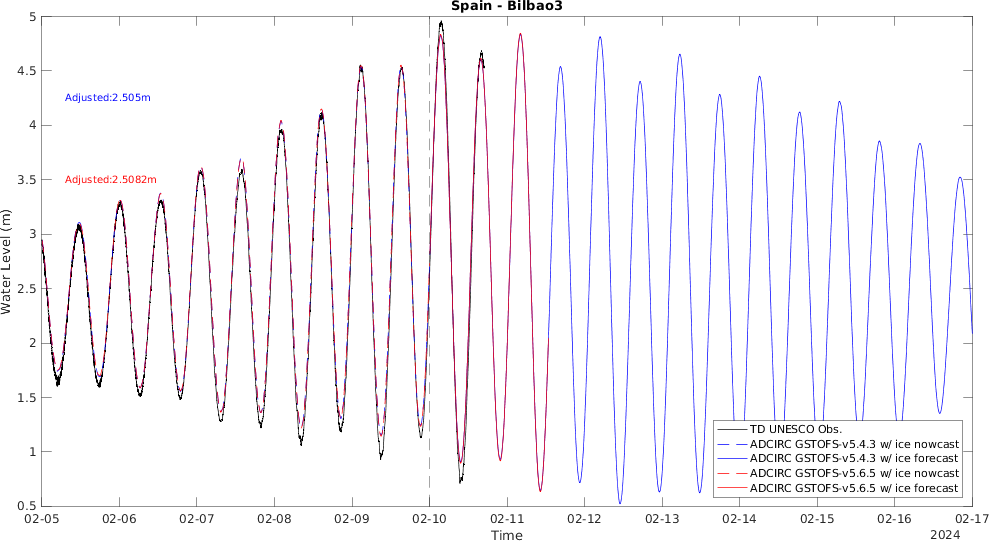 Spain - Bilbao3
5
4.5
4
3.5
3
2.5
2
1.5
1
0.5
Water Level (m)
Adjusted:2.505m
Adjusted:2.5082m
TD UNESCO Obs.
ADCIRC GSTOFS-v5.4.3 w/ ice nowcast
ADCIRC GSTOFS-v5.4.3 w/ ice forecast
ADCIRC GSTOFS-v5.6.5 w/ ice nowcast
ADCIRC GSTOFS-v5.6.5 w/ ice forecast
02-05 02-06 02-07 02-08 02-09 02-10 02-11 02-12 02-13 02-14 02-15 02-16 02-17
Time
2024